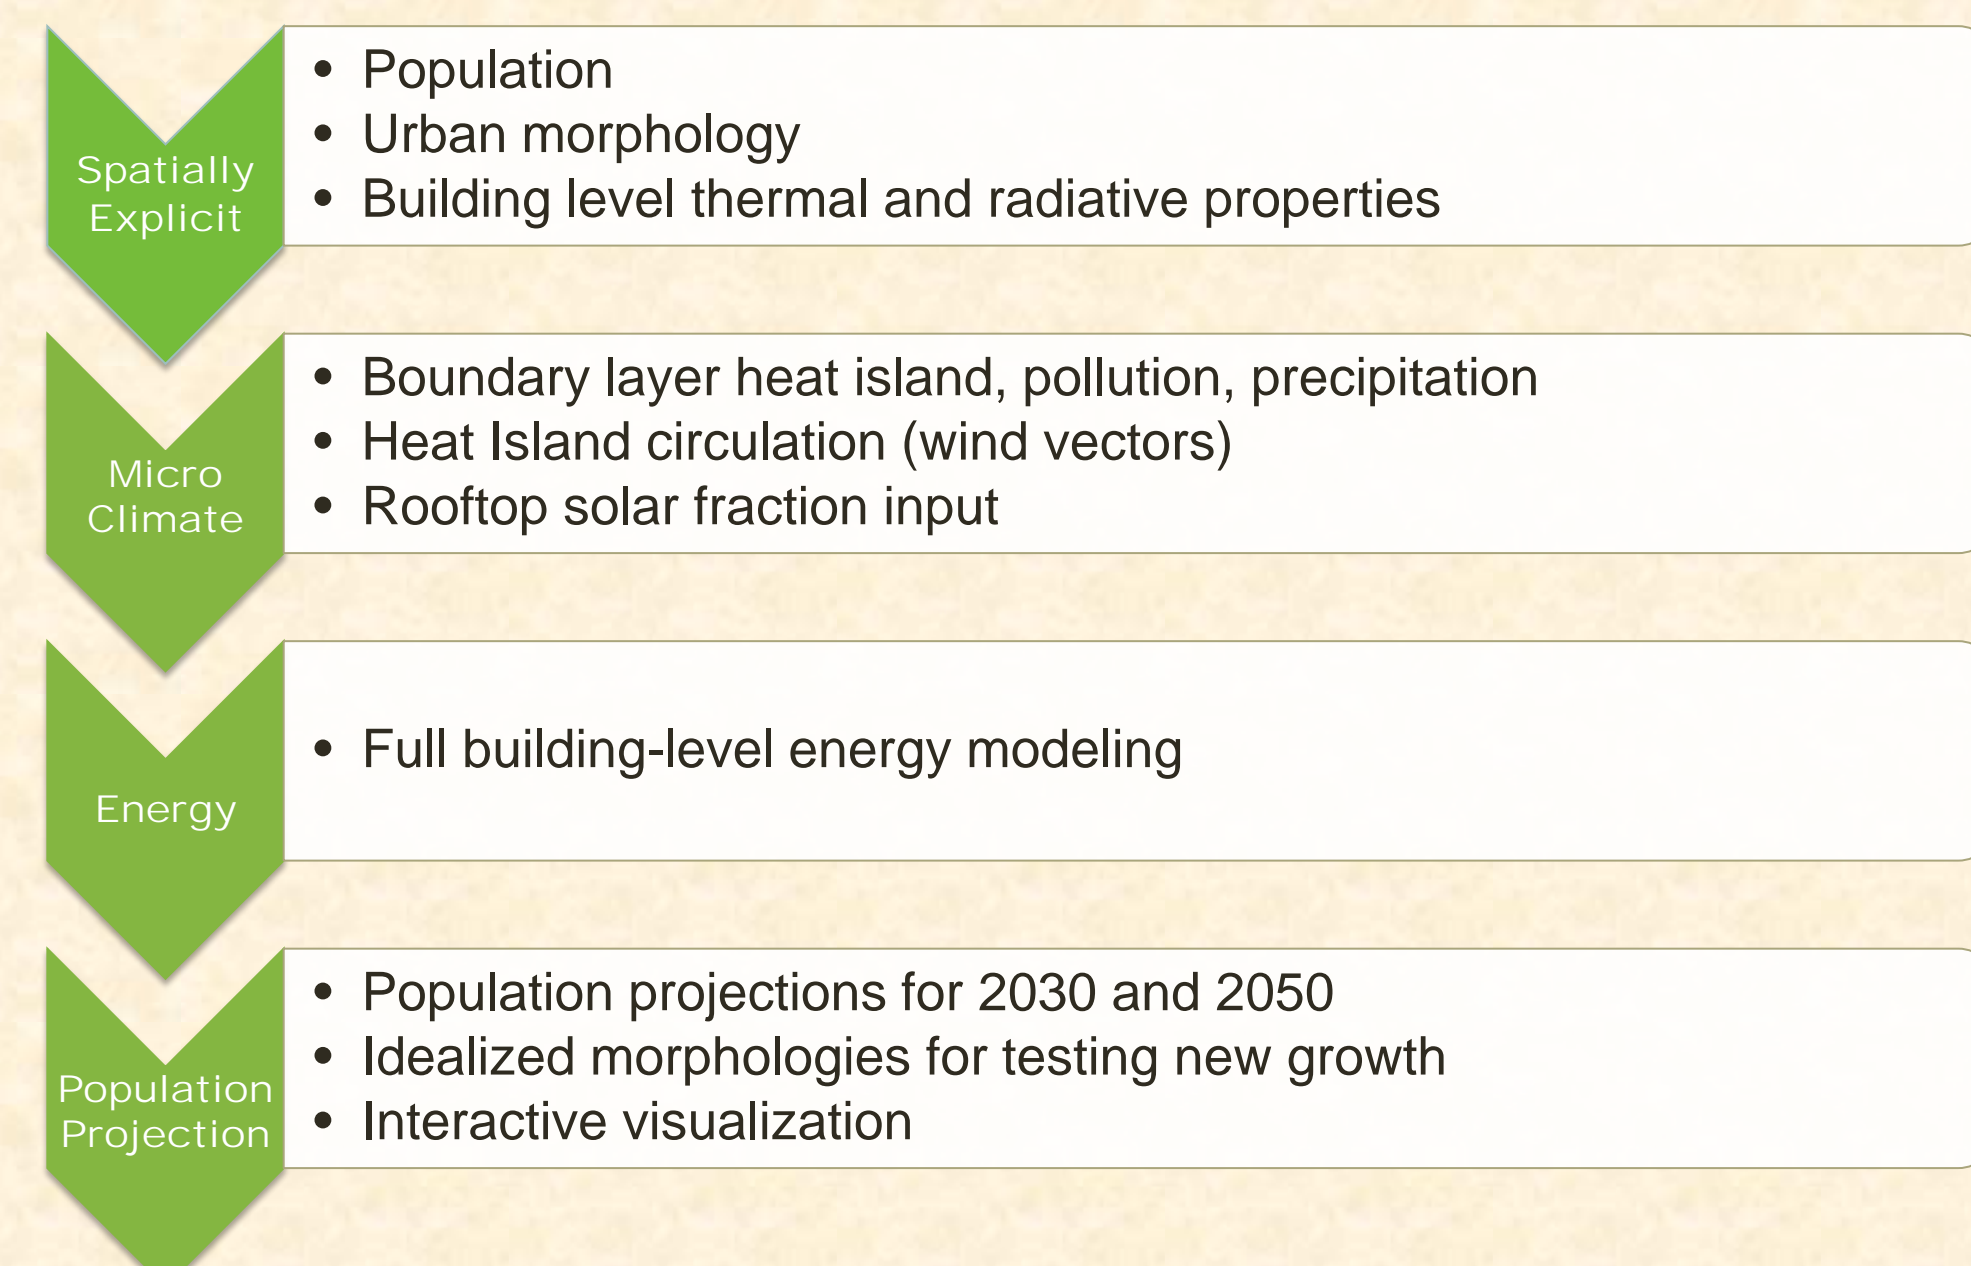 Spatially
Explicit
• Population
• Urban morphology
• Building level thermal and radiative properties
Micro
Climate
• Boundary layer heat island, pollution, precipitation
• Heat Island circulation (wind vectors)
• Rooftop solar fraction input
Energy
• Full building-level energy modeling
Population
Projection
• Population projections for 2030 and 2050
• Idealized morphologies for testing new growth
• Interactive visualization